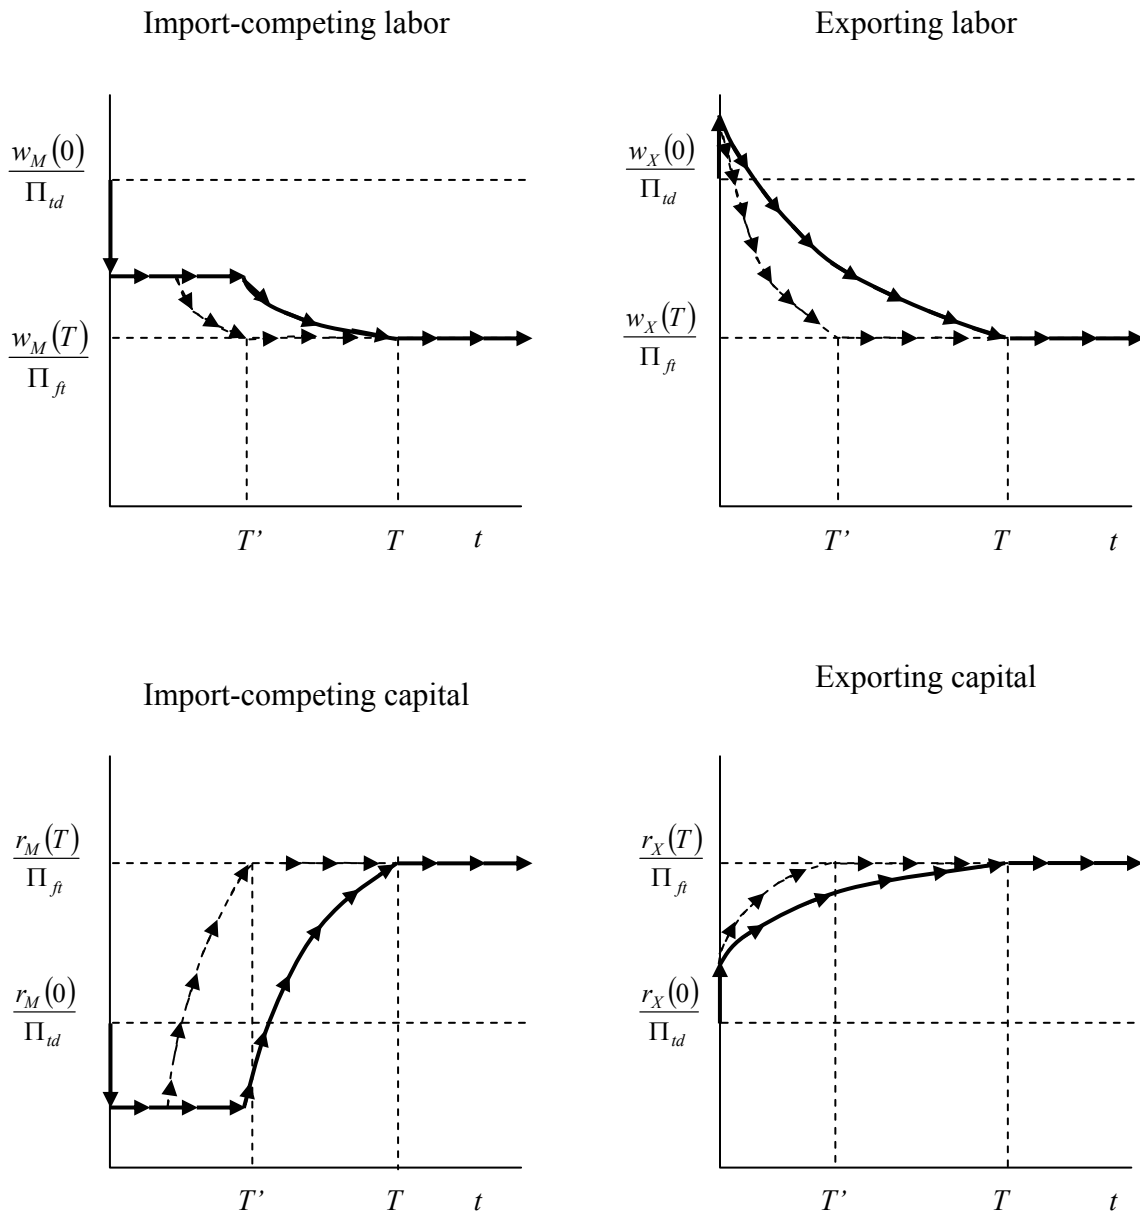 Import-competing labor
Exporting labor
w_M(0)
Π_td
w_M(T)
Π_ft
T’ T t
w_X(0)
Π_td
w_X(T)
Π_ft
T’ T t
Import-competing capital
Exporting capital
r_M(T)
Π_ft
r_M(0)
Π_td
T’ T t
r_X(T)
Π_ft
r_X(0)
Π_td
T’ T t